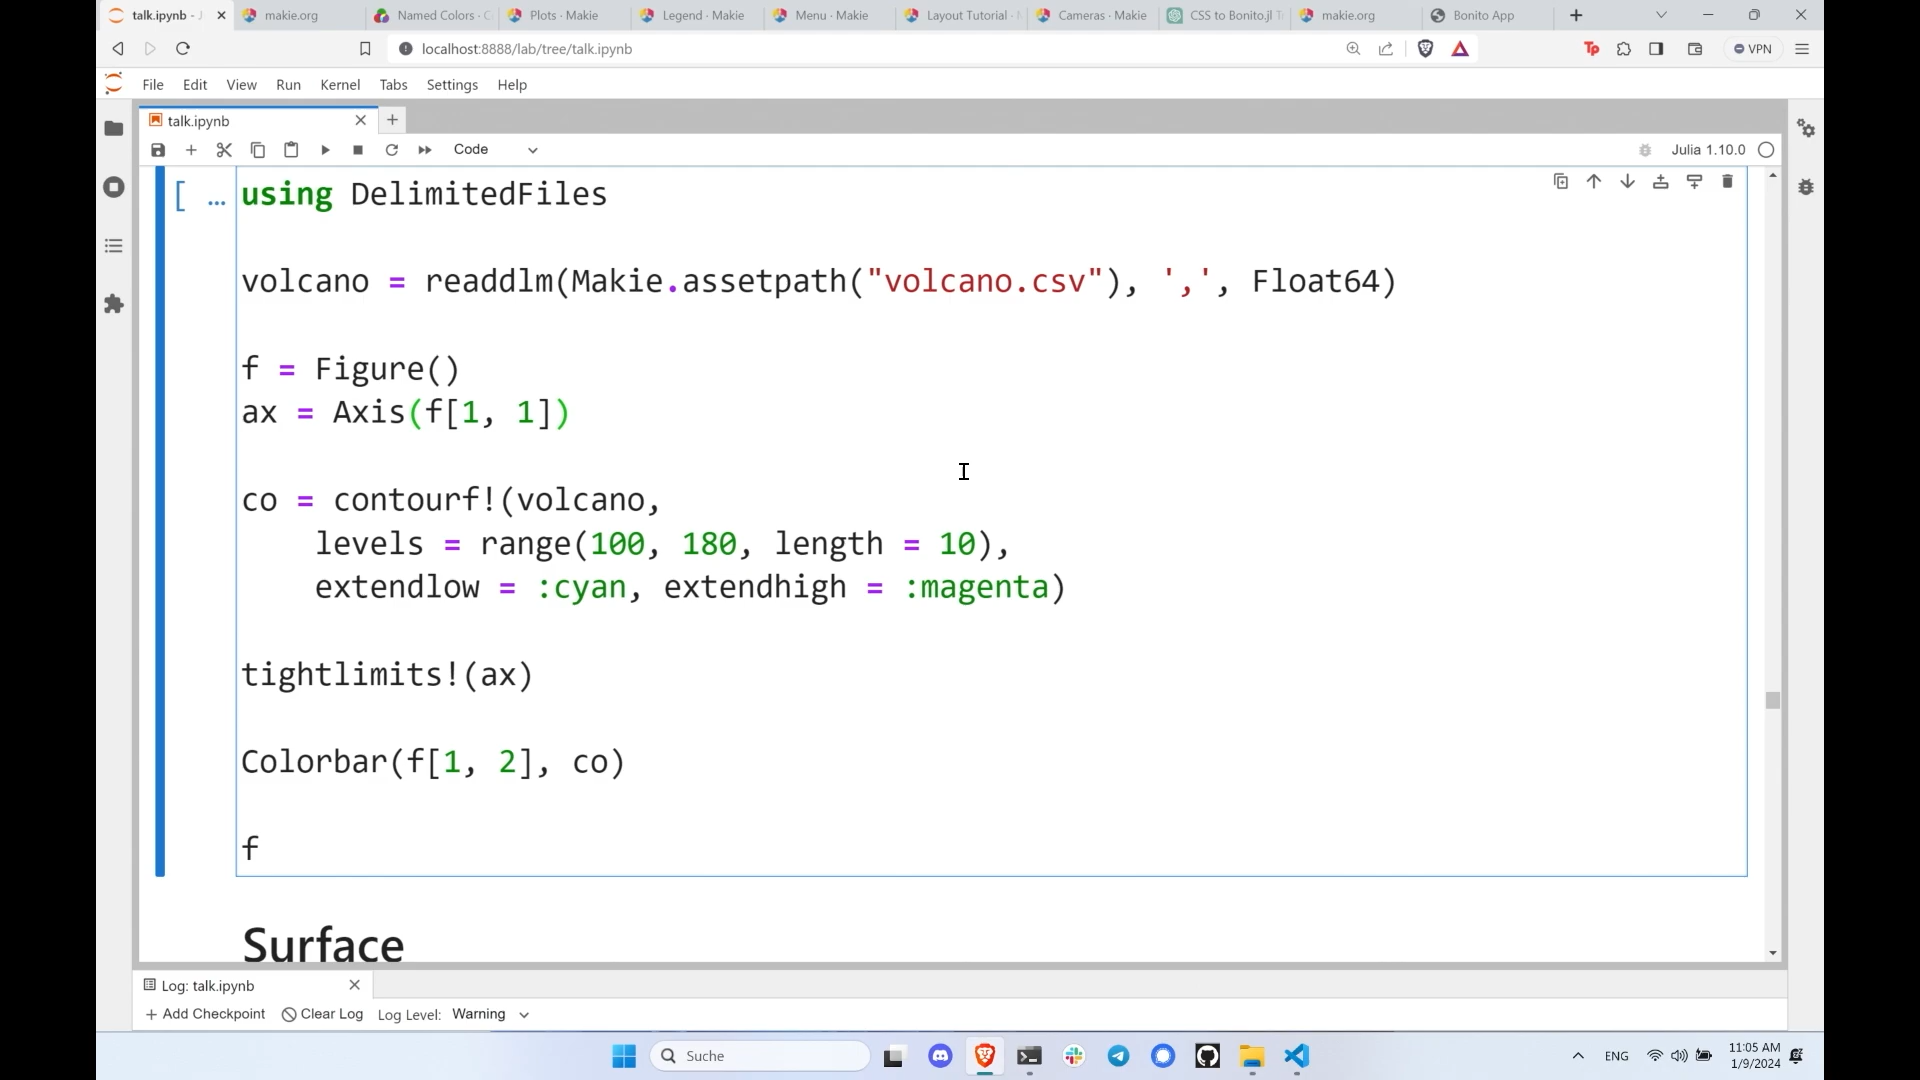 talk.ipynb - J
makie.org
Named Colors · C
Plots · Makie
Legend · Makie
Menu · Makie
Layout Tutorial ·
Cameras · Makie
CSS to Bonito.jl T
makie.org
Bonito App
localhost:8888/lab/tree/talk.ipynb
Tp
VPN
File Edit View Run Kernel Tabs Settings Help
talk.ipynb
Code
Julia 1.10.0
[ …
using DelimitedFiles
volcano = readdlm(Makie.assetpath("volcano.csv"), ',', Float64)
f = Figure()
ax = Axis(f[1, 1])
co = contourf!(volcano,
levels = range(100, 180, length = 10),
extendlow = :cyan, extendhigh = :magenta)
tightlimits!(ax)
Colorbar(f[1, 2], co)
f
Surface
Log: talk.ipynb
+ Add Checkpoint Clear Log Log Level: Warning
Suche
ENG
11:05 AM
1/9/2024